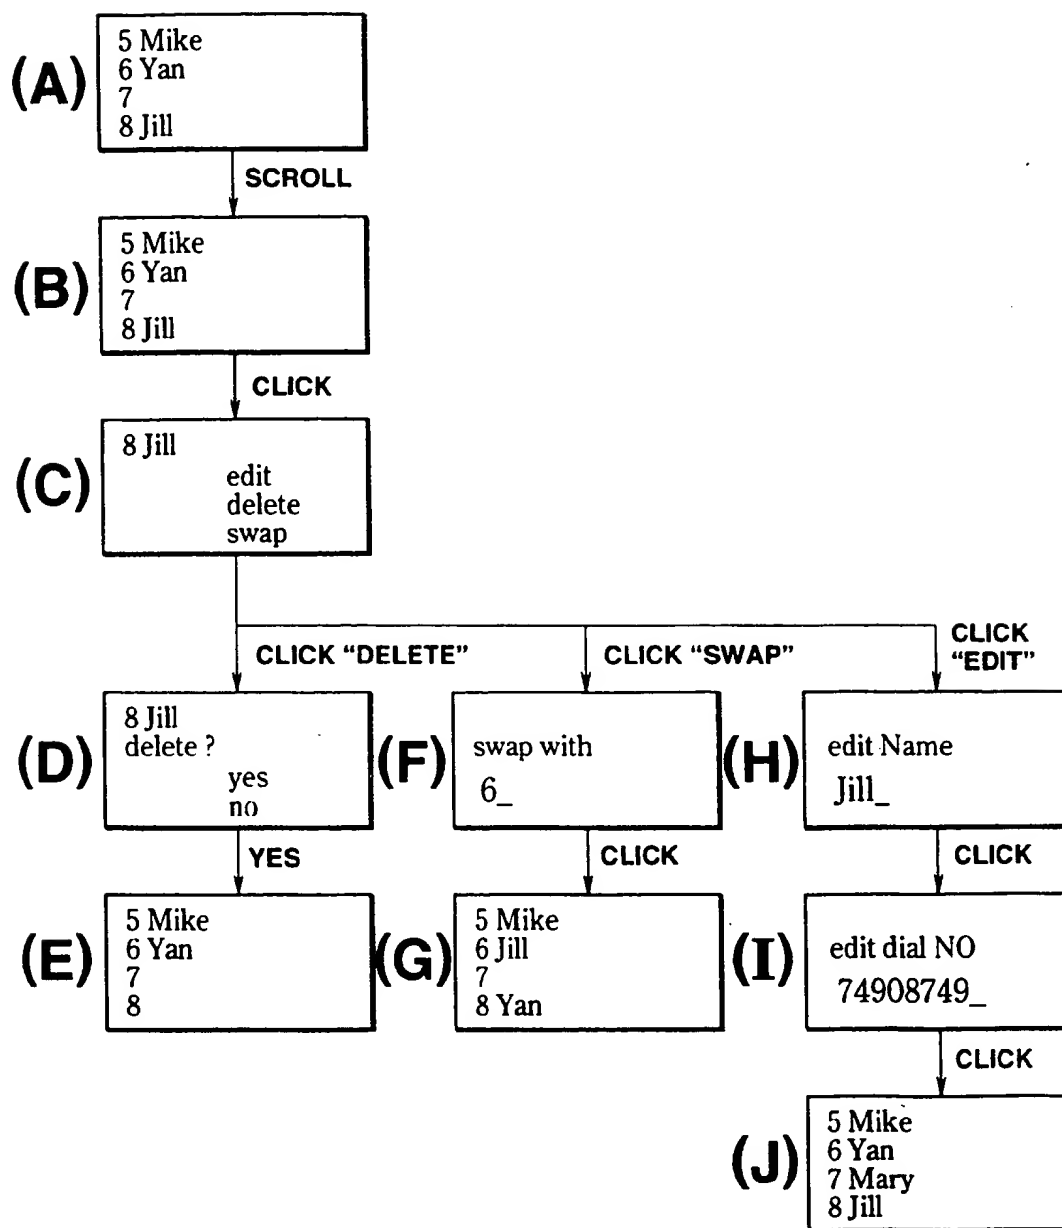 (A)
5 Mike
6 Yan
7
8 Jill
SCROLL
(B)
5 Mike
6 Yan
7
8 Jill
CLICK
(C)
8 Jill
edit
delete
swap
CLICK “DELETE”
CLICK “SWAP”
CLICK
“EDIT”
(D)
8 Jill
delete ?
yes
no
(F)
swap with
6_
(H)
edit Name
Jill_
YES
CLICK
CLICK
(E)
5 Mike
6 Yan
7
8
(G)
5 Mike
6 Jill
7
8 Yan
(I)
edit dial NO
74908749_
CLICK
(J)
5 Mike
6 Yan
7 Mary
8 Jill